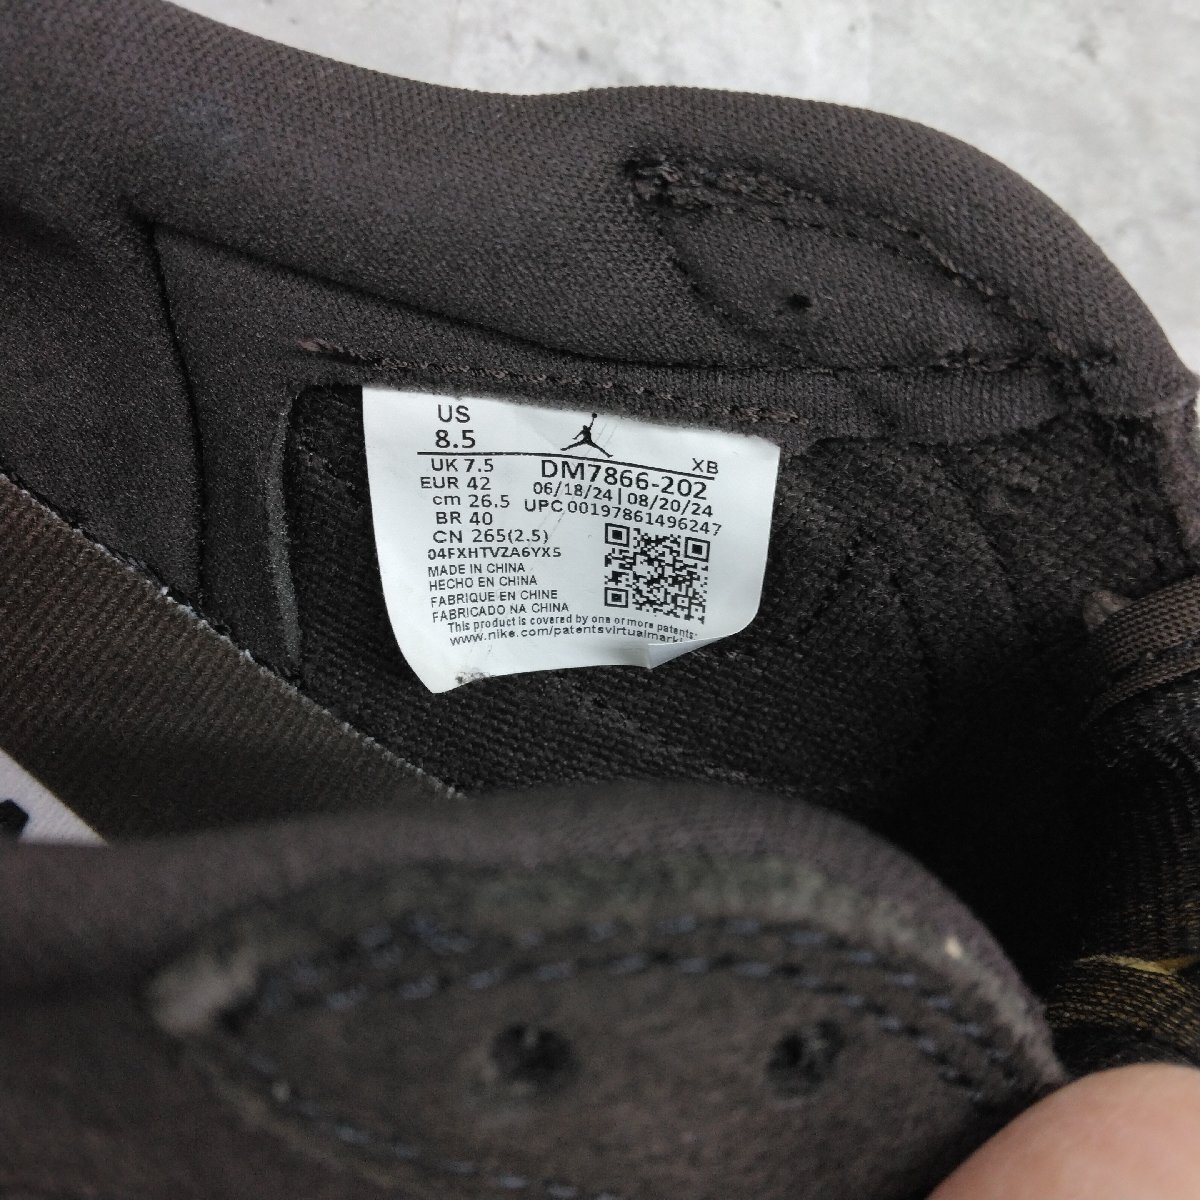 US
8.5
XB
UK 7.5
DM7866-202
EUR 42
06/18/24 | 08/20/24
cm 26.5
UPC 00197861496247
BR 40
CN 265(2.5)
04FXHTVZA6YXS
MADE IN CHINA
HECHO EN CHINA
FABRIQUE EN CHINE
FABRICADO NA CHINA
This product is covered by one or more patents:
www.nike.com/patentsvirtualmark